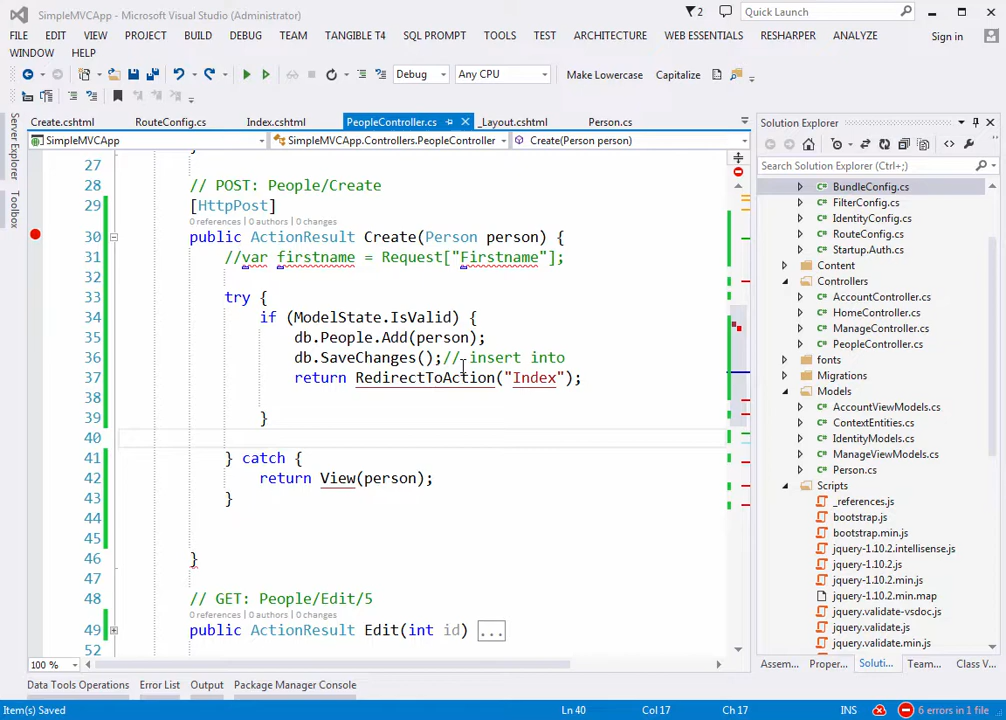 SimpleMVCApp - Microsoft Visual Studio (Administrator)
2
Quick Launch
FILE EDIT VIEW PROJECT BUILD DEBUG TEAM TANGIBLE T4 SQL PROMPT TOOLS TEST ARCHITECTURE WEB ESSENTIALS RESHARPER ANALYZE Sign in
WINDOW HELP
Debug Any CPU Make Lowercase Capitalize
Create.cshtml RouteConfig.cs Index.cshtml PeopleController.cs _Layout.cshtml Person.cs
SimpleMVCApp SimpleMVCApp.Controllers.PeopleController Create(Person person)
Server Explorer
Toolbox
27 }
28 // POST: People/Create
29 [HttpPost]
0 references | 0 authors | 0 changes
30 public ActionResult Create(Person person) {
31 //var firstname = Request["Firstname"];
32
33 try {
34 if (ModelState.IsValid) {
35 db.People.Add(person);
36 db.SaveChanges();// insert into
37 return RedirectToAction("Index");
38
39 }
40
41 } catch {
42 return View(person);
43 }
44
45
46 }
47
48 // GET: People/Edit/5
0 references | 0 authors | 0 changes
49 public ActionResult Edit(int id) ...
52
100 %
Solution Explorer
Search Solution Explorer (Ctrl+;)
BundleConfig.cs
FilterConfig.cs
IdentityConfig.cs
RouteConfig.cs
Startup.Auth.cs
Content
Controllers
AccountController.cs
HomeController.cs
ManageController.cs
PeopleController.cs
fonts
Migrations
Models
AccountViewModels.cs
ContextEntities.cs
IdentityModels.cs
ManageViewModels.cs
Person.cs
Scripts
_references.js
bootstrap.js
bootstrap.min.js
jquery-1.10.2.intellisense.js
jquery-1.10.2.js
jquery-1.10.2.min.js
jquery-1.10.2.min.map
jquery.validate-vsdoc.js
jquery.validate.js
jquery.validate.min.js
Assem... Proper... Soluti... Team... Class V...
Data Tools Operations Error List Output Package Manager Console
Item(s) Saved Ln 40 Col 17 Ch 17 INS 6 errors in 1 file